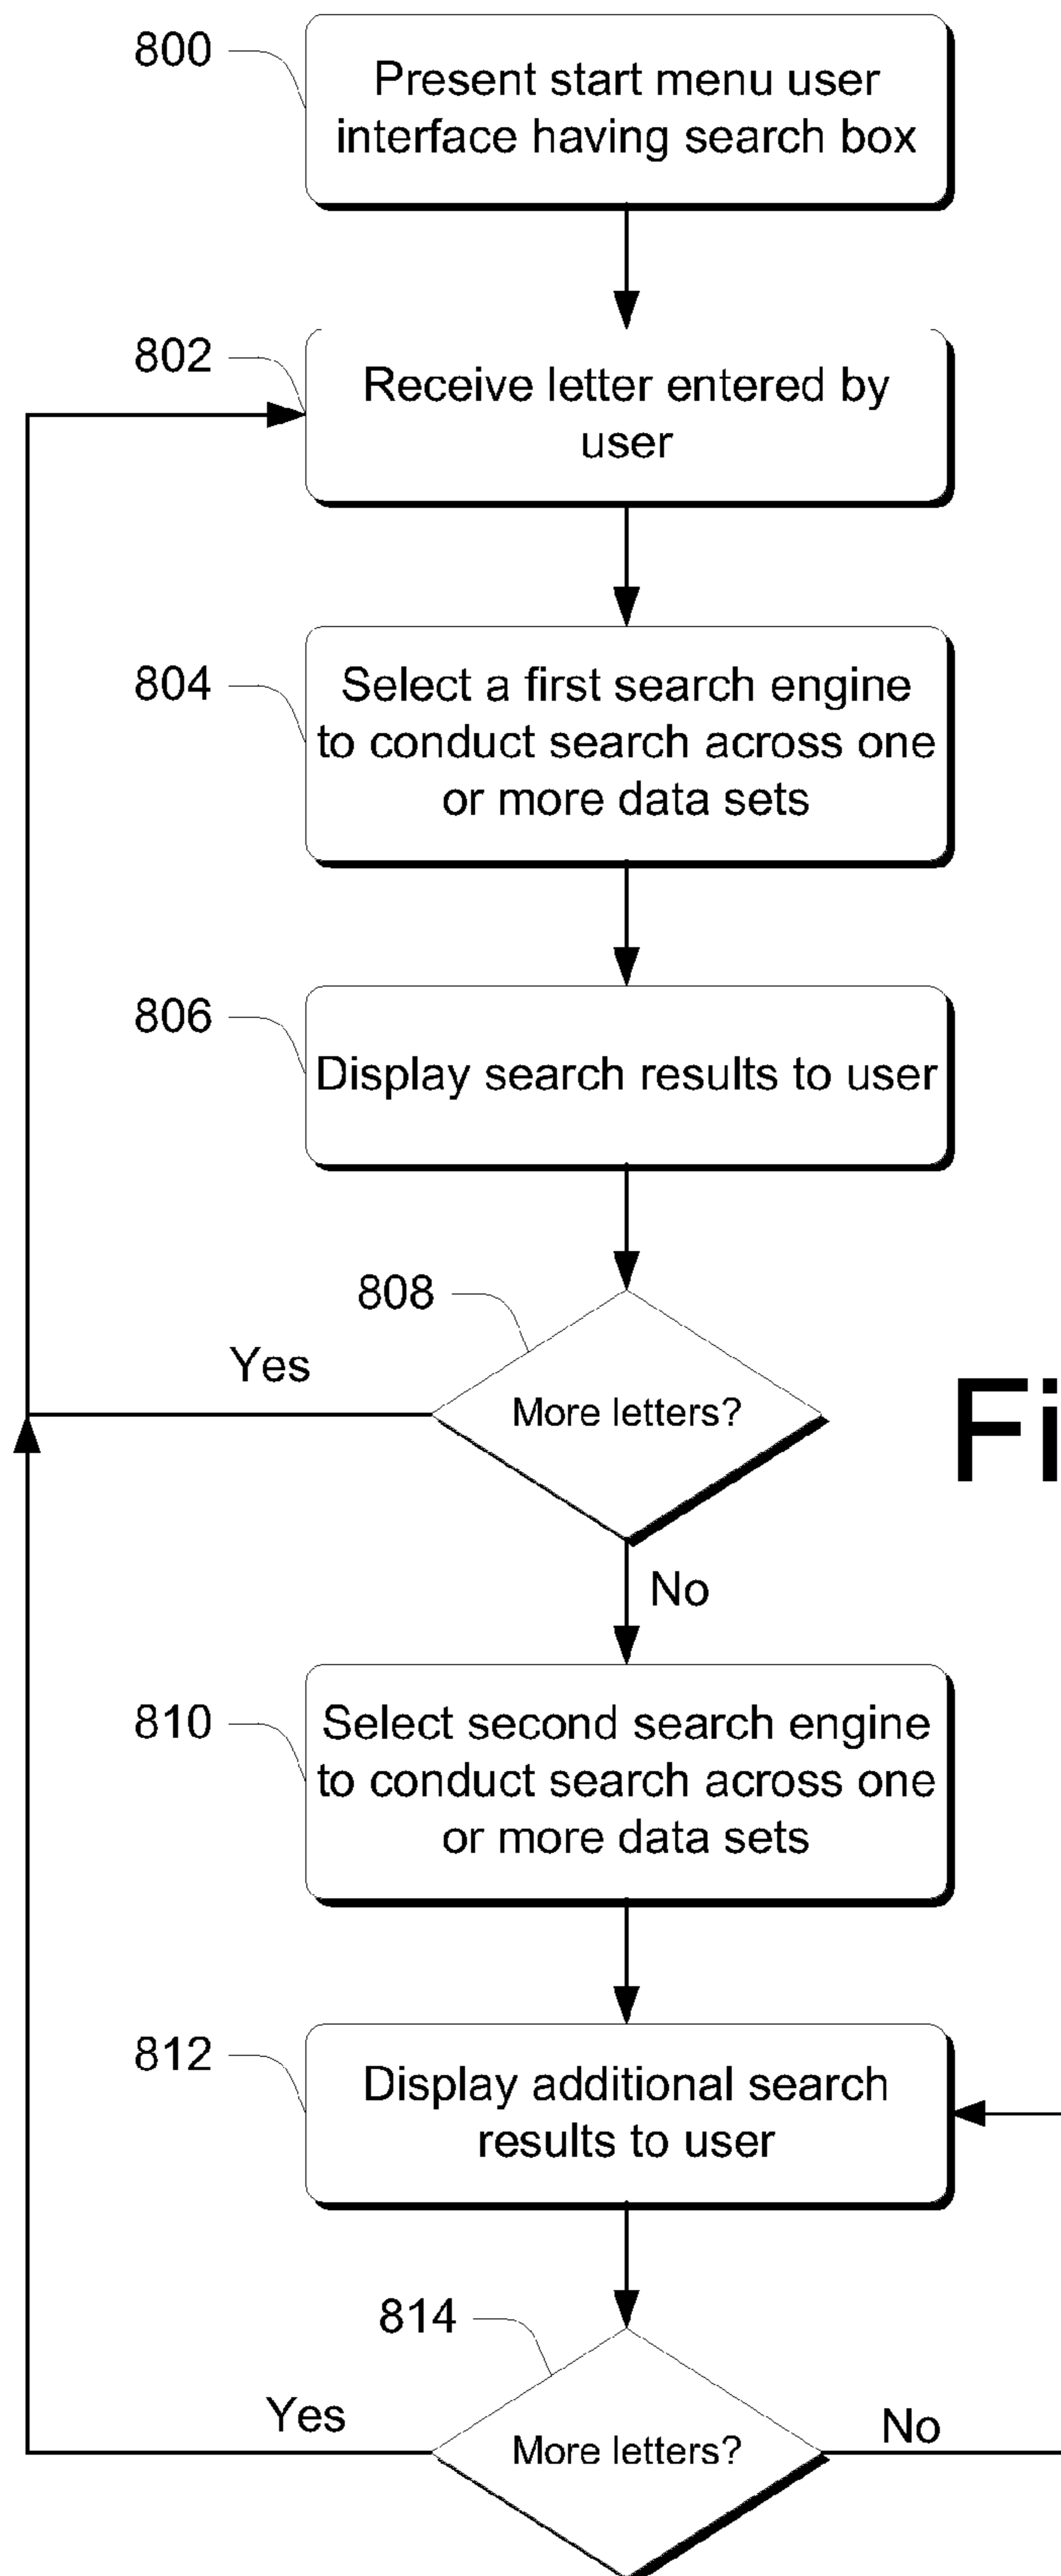 800
Present start menu user
interface having search box
802
Receive letter entered by
user
804
Select a first search engine
to conduct search across one
or more data sets
806
Display search results to user
808
Yes
More letters?
Fi
No
810
Select second search engine
to conduct search across one
or more data sets
812
Display additional search
results to user
814
Yes
More letters?
No